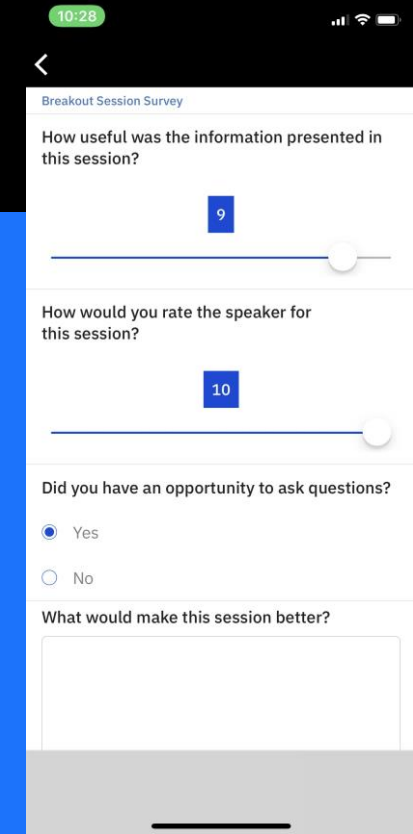 10:28
Breakout Session Survey
How useful was the information presented in
this session?
9
How would you rate the speaker for
this session?
10
Did you have an opportunity to ask questions?
Yes
No
What would make this session better?